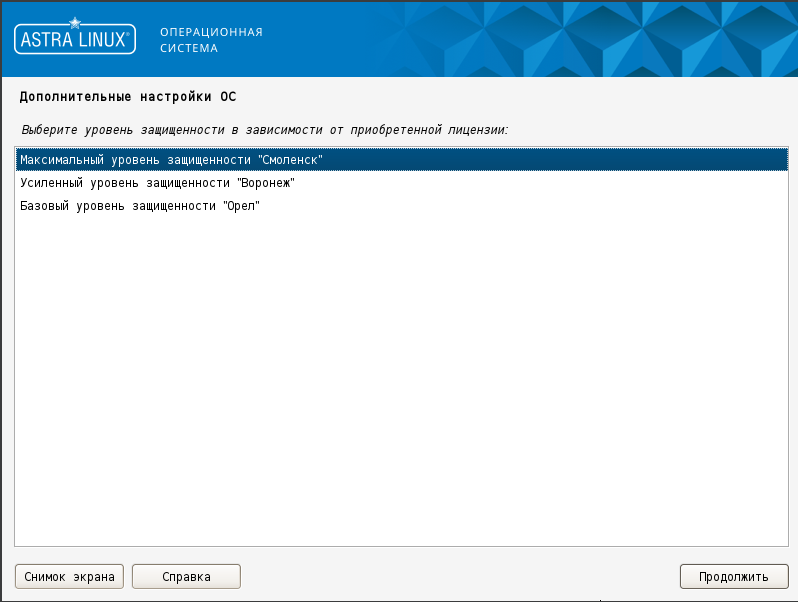 ASTRA LINUX®
ОПЕРАЦИОННАЯ
СИСТЕМА
Дополнительные настройки ОС
Выберите уровень защищенности в зависимости от приобретенной лицензии:
Максимальный уровень защищенности "Смоленск"
Усиленный уровень защищенности "Воронеж"
Базовый уровень защищенности "Орел"
Снимок экрана
Справка
Продолжить